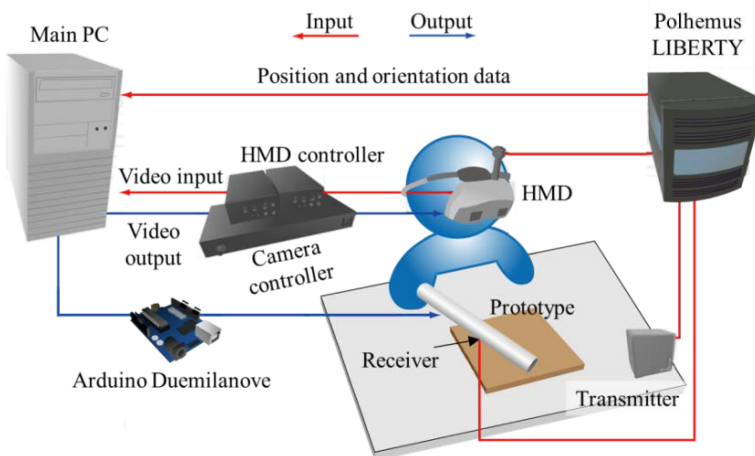 Input
Output
Main PC
Polhemus
LIBERTY
Position and orientation data
HMD controller
Video input
HMD
Video
output
Camera
controller
Prototype
Receiver
Arduino Duemilanove
Transmitter